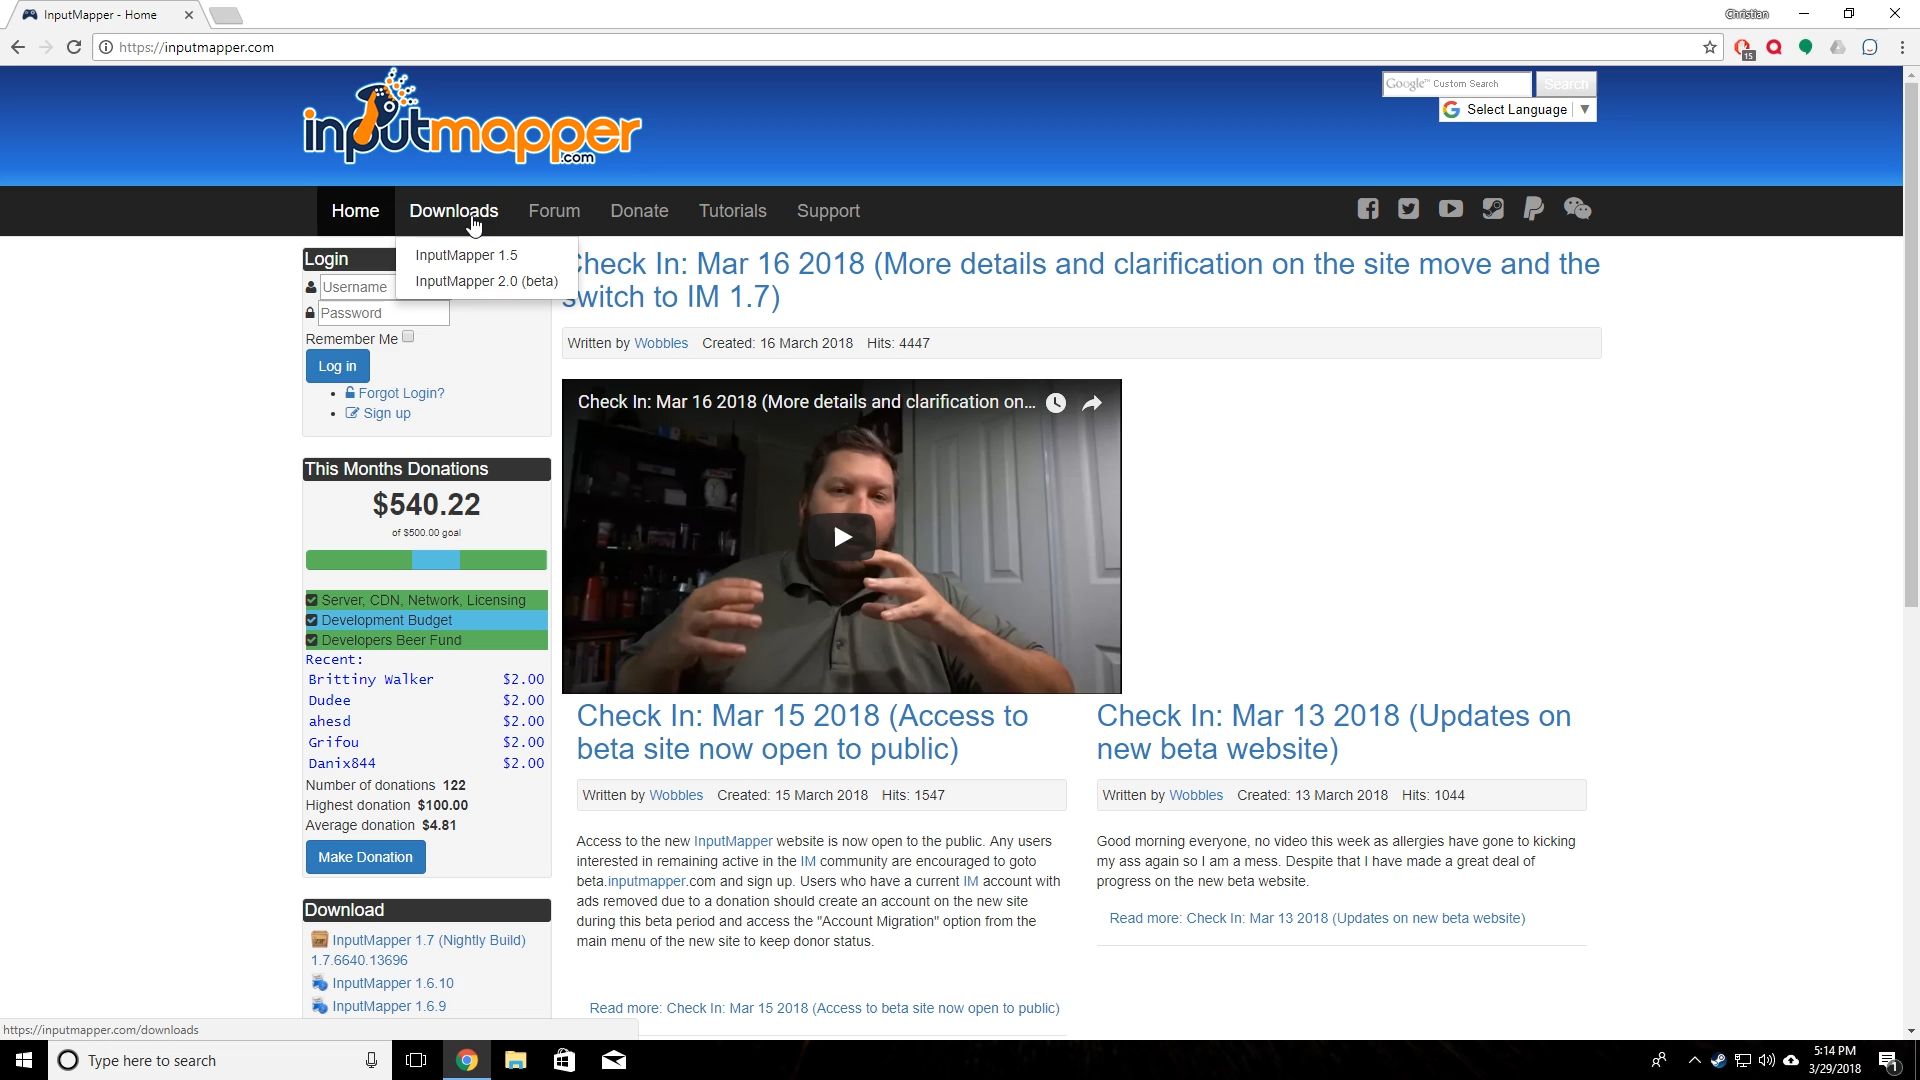 InputMapper - Home
Christian
https://inputmapper.com
15
inputmapper
.com
Google™ Custom Search
Search
Select Language
Home
Downloads
Forum
Donate
Tutorials
Support
InputMapper 1.5
InputMapper 2.0 (beta)
Login
Username
Password
Remember Me
Log in
Forgot Login?
Sign up
This Months Donations
$540.22
of $500.00 goal
Server, CDN, Network, Licensing
Development Budget
Developers Beer Fund
Recent:
Brittiny Walker $2.00
Dudee $2.00
ahesd $2.00
Grifou $2.00
Danix844 $2.00
Number of donations 122
Highest donation $100.00
Average donation $4.81
Make Donation
Download
InputMapper 1.7 (Nightly Build)
1.7.6640.13696
InputMapper 1.6.10
InputMapper 1.6.9
Check In: Mar 16 2018 (More details and clarification on the site move and the
switch to IM 1.7)
Written by Wobbles Created: 16 March 2018 Hits: 4447
Check In: Mar 16 2018 (More details and clarification on...
Check In: Mar 15 2018 (Access to
beta site now open to public)
Written by Wobbles Created: 15 March 2018 Hits: 1547
Access to the new InputMapper website is now open to the public. Any users
interested in remaining active in the IM community are encouraged to goto
beta.inputmapper.com and sign up. Users who have a current IM account with
ads removed due to a donation should create an account on the new site
during this beta period and access the "Account Migration" option from the
main menu of the new site to keep donor status.
Read more: Check In: Mar 15 2018 (Access to beta site now open to public)
Check In: Mar 13 2018 (Updates on
new beta website)
Written by Wobbles Created: 13 March 2018 Hits: 1044
Good morning everyone, no video this week as allergies have gone to kicking
my ass again so I am a mess. Despite that I have made a great deal of
progress on the new beta website.
Read more: Check In: Mar 13 2018 (Updates on new beta website)
https://inputmapper.com/downloads
Type here to search
5:14 PM
3/29/2018
1